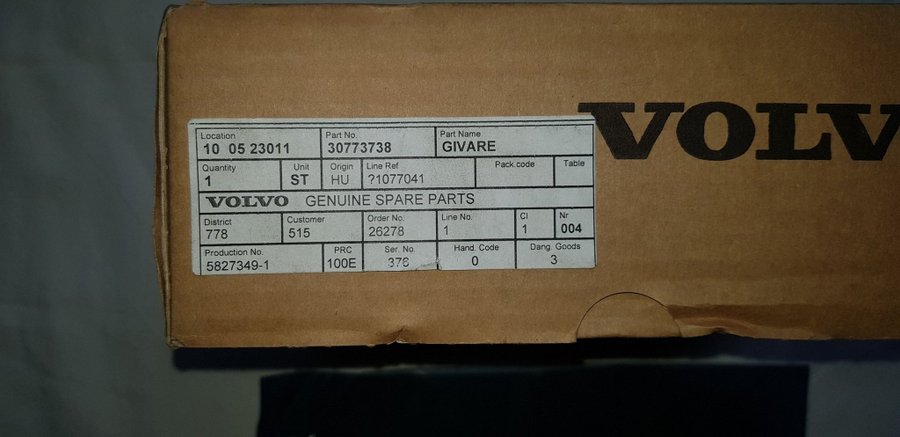 VOLV
Location Part No. Part Name
10 05 23011 30773738 GIVARE
Quantity Unit Origin Line Ref Pack.code Table
1 ST HU ?1077041
VOLVO GENUINE SPARE PARTS
District Customer Order No. Line No. CI Nr
778 515 26278 1 1 004
Production No. PRC Ser. No. Hand. Code Dang. Goods
5827349-1 100E 376 0 3